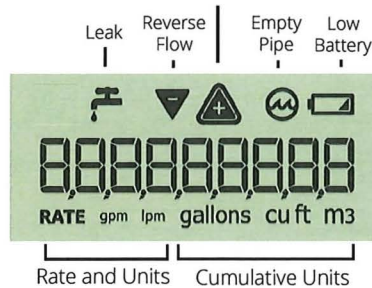 Leak
Reverse Flow
Empty Pipe
Low Battery
8,8,8,8,8,8,8,8,8
RATE gpm lpm gallons cu ft m3
Rate and Units
Cumulative Units